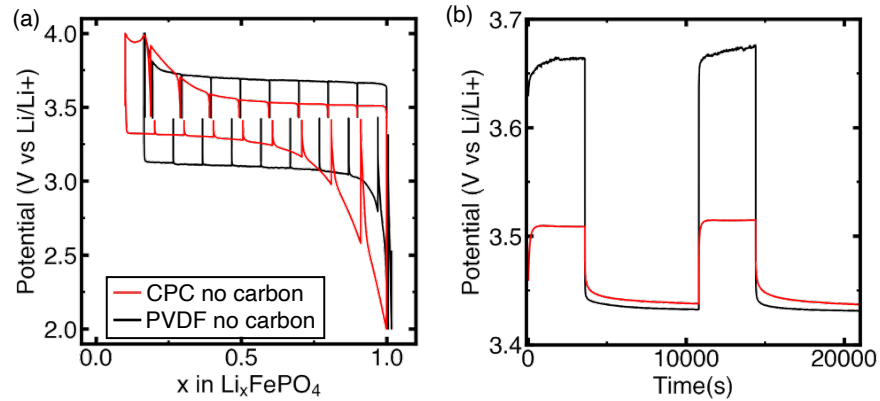 (a)
4.0
3.5
3.0
2.5
2.0
Potential (V vs Li/Li+)
CPC no carbon
PVDF no carbon
0.0
0.5
1.0
x in LiₓFePO₄
(b)
3.7
3.6
3.5
3.4
Potential (V vs Li/Li+)
0
10000
20000
Time(s)